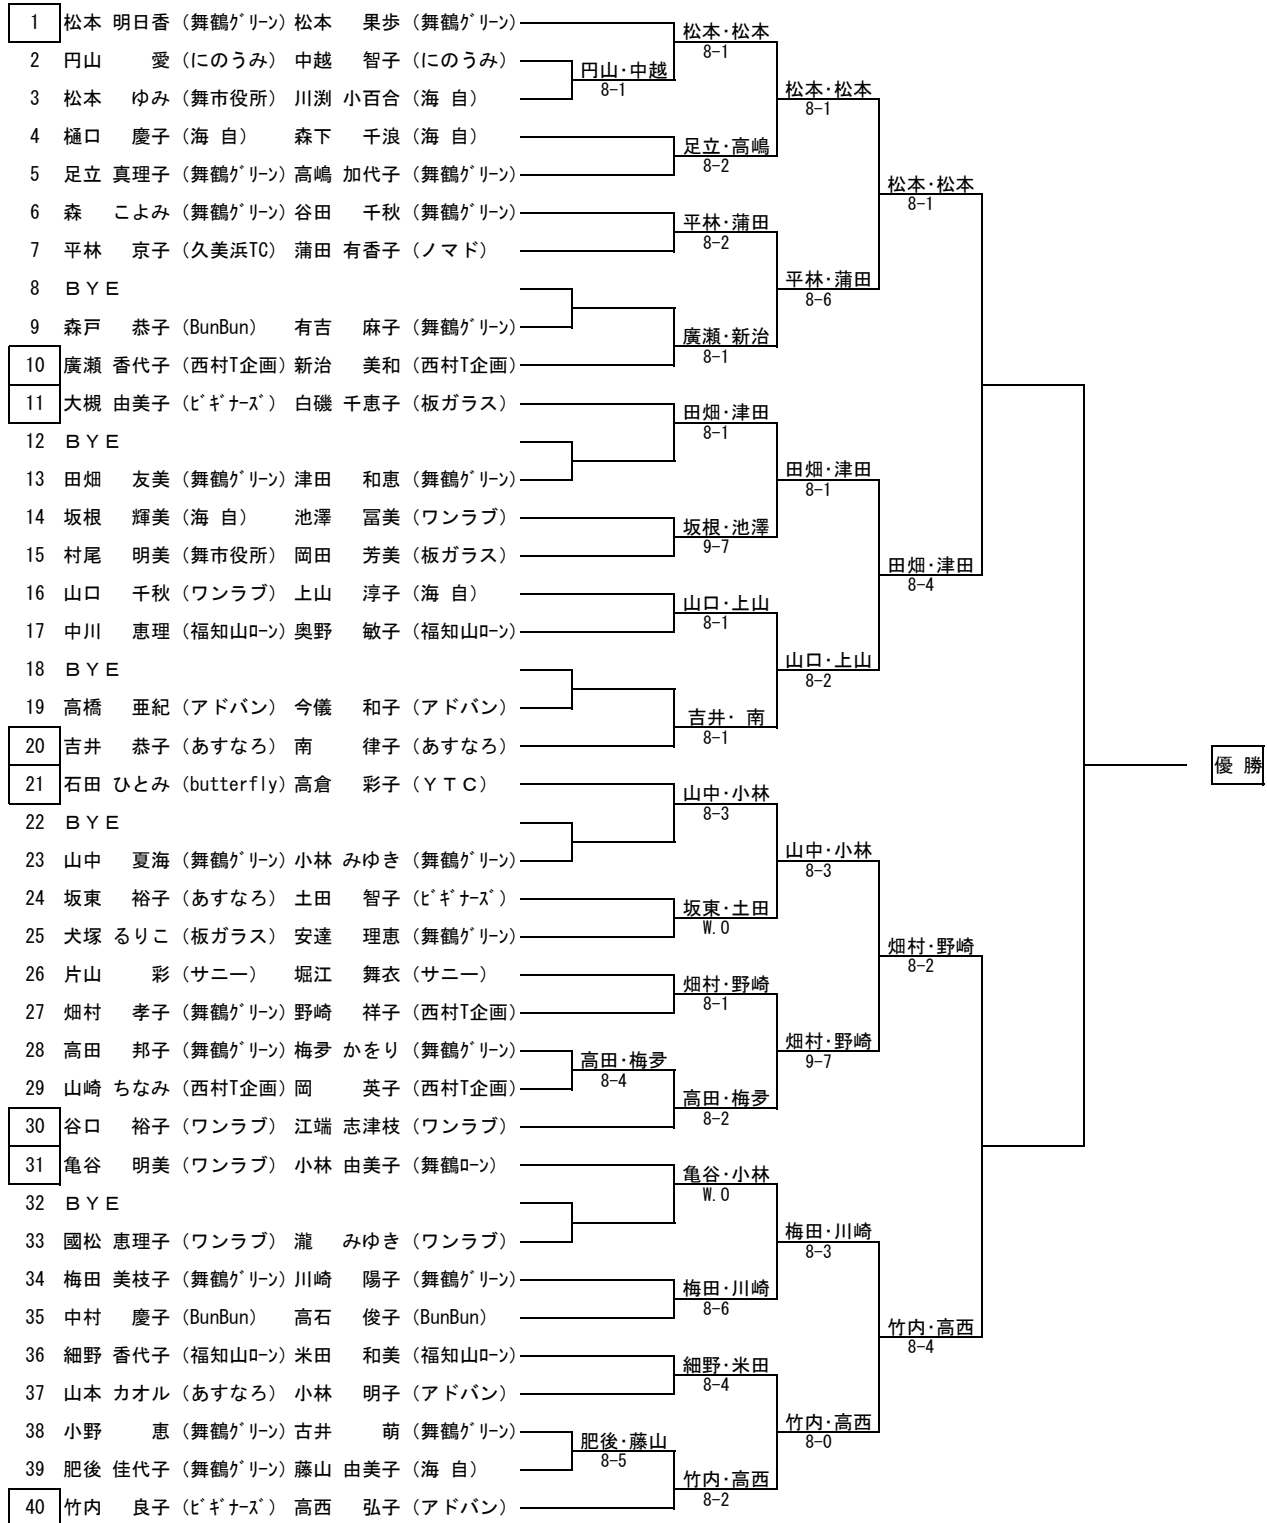 1 松本 明日香 (舞鶴ｸﾞﾘｰﾝ) 松本 果歩 (舞鶴ｸﾞﾘｰﾝ)
松本・松本
8-1
2 円山 愛 (にのうみ) 中越 智子 (にのうみ)
円山・中越
8-1
松本・松本
8-1
3 松本 ゆみ (舞市役所) 川渕 小百合 (海 自)
4 樋口 慶子 (海 自) 森下 千浪 (海 自)
足立・高嶋
8-2
5 足立 真理子 (舞鶴ｸﾞﾘｰﾝ) 高嶋 加代子 (舞鶴ｸﾞﾘｰﾝ)
松本・松本
8-1
6 森 こよみ (舞鶴ｸﾞﾘｰﾝ) 谷田 千秋 (舞鶴ｸﾞﾘｰﾝ)
平林・蒲田
8-2
7 平林 京子 (久美浜TC) 蒲田 有香子 (ノマド)
平林・蒲田
8-6
8 ＢＹＥ
9 森戸 恭子 (BunBun) 有吉 麻子 (舞鶴ｸﾞﾘｰﾝ)
廣瀬・新治
8-1
10 廣瀬 香代子 (西村T企画) 新治 美和 (西村T企画)
11 大槻 由美子 (ﾋﾞｷﾞﾅｰｽﾞ) 白磯 千恵子 (板ガラス)
田畑・津田
8-1
12 ＢＹＥ
13 田畑 友美 (舞鶴ｸﾞﾘｰﾝ) 津田 和恵 (舞鶴ｸﾞﾘｰﾝ)
田畑・津田
8-1
14 坂根 輝美 (海 自) 池澤 冨美 (ワンラブ)
坂根・池澤
9-7
15 村尾 明美 (舞市役所) 岡田 芳美 (板ガラス)
田畑・津田
8-4
16 山口 千秋 (ワンラブ) 上山 淳子 (海 自)
山口・上山
8-1
17 中川 恵理 (福知山ﾛｰﾝ) 奥野 敏子 (福知山ﾛｰﾝ)
山口・上山
8-2
18 ＢＹＥ
19 高橋 亜紀 (アドバン) 今儀 和子 (アドバン)
吉井・ 南
8-1
20 吉井 恭子 (あすなろ) 南 律子 (あすなろ)
優 勝
21 石田 ひとみ (butterfly) 高倉 彩子 (ＹＴＣ)
山中・小林
8-3
22 ＢＹＥ
23 山中 夏海 (舞鶴ｸﾞﾘｰﾝ) 小林 みゆき (舞鶴ｸﾞﾘｰﾝ)
山中・小林
8-3
24 坂東 裕子 (あすなろ) 土田 智子 (ﾋﾞｷﾞﾅｰｽﾞ)
坂東・土田
W.O
25 犬塚 るりこ (板ガラス) 安達 理恵 (舞鶴ｸﾞﾘｰﾝ)
畑村・野崎
8-2
26 片山 彩 (サニー) 堀江 舞衣 (サニー)
畑村・野崎
8-1
27 畑村 孝子 (舞鶴ｸﾞﾘｰﾝ) 野崎 祥子 (西村T企画)
畑村・野崎
9-7
28 高田 邦子 (舞鶴ｸﾞﾘｰﾝ) 梅夛 かをり (舞鶴ｸﾞﾘｰﾝ)
高田・梅夛
8-4
29 山崎 ちなみ (西村T企画) 岡 英子 (西村T企画)
高田・梅夛
8-2
30 谷口 裕子 (ワンラブ) 江端 志津枝 (ワンラブ)
31 亀谷 明美 (ワンラブ) 小林 由美子 (舞鶴ﾛｰﾝ)
亀谷・小林
W.O
32 ＢＹＥ
33 國松 恵理子 (ワンラブ) 瀧 みゆき (ワンラブ)
梅田・川崎
8-3
34 梅田 美枝子 (舞鶴ｸﾞﾘｰﾝ) 川崎 陽子 (舞鶴ｸﾞﾘｰﾝ)
梅田・川崎
8-6
35 中村 慶子 (BunBun) 高石 俊子 (BunBun)
竹内・高西
8-4
36 細野 香代子 (福知山ﾛｰﾝ) 米田 和美 (福知山ﾛｰﾝ)
細野・米田
8-4
37 山本 カオル (あすなろ) 小林 明子 (アドバン)
竹内・高西
8-0
38 小野 恵 (舞鶴ｸﾞﾘｰﾝ) 古井 萌 (舞鶴ｸﾞﾘｰﾝ)
肥後・藤山
8-5
39 肥後 佳代子 (舞鶴ｸﾞﾘｰﾝ) 藤山 由美子 (海 自)
竹内・高西
8-2
40 竹内 良子 (ﾋﾞｷﾞﾅｰｽﾞ) 高西 弘子 (アドバン)